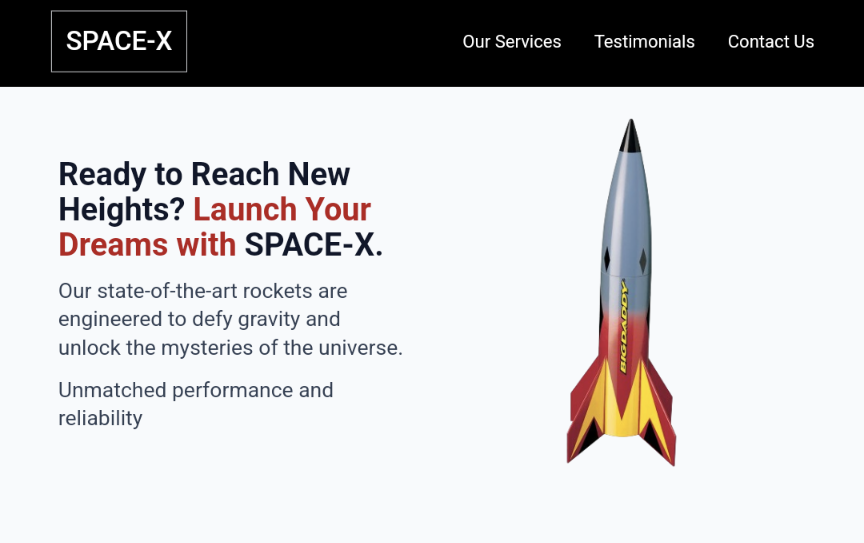 SPACE-X
Our Services
Testimonials
Contact Us
Ready to Reach New
Heights? Launch Your
Dreams with SPACE-X.
Our state-of-the-art rockets are
engineered to defy gravity and
unlock the mysteries of the universe.
Unmatched performance and
reliability
BIG DADDY